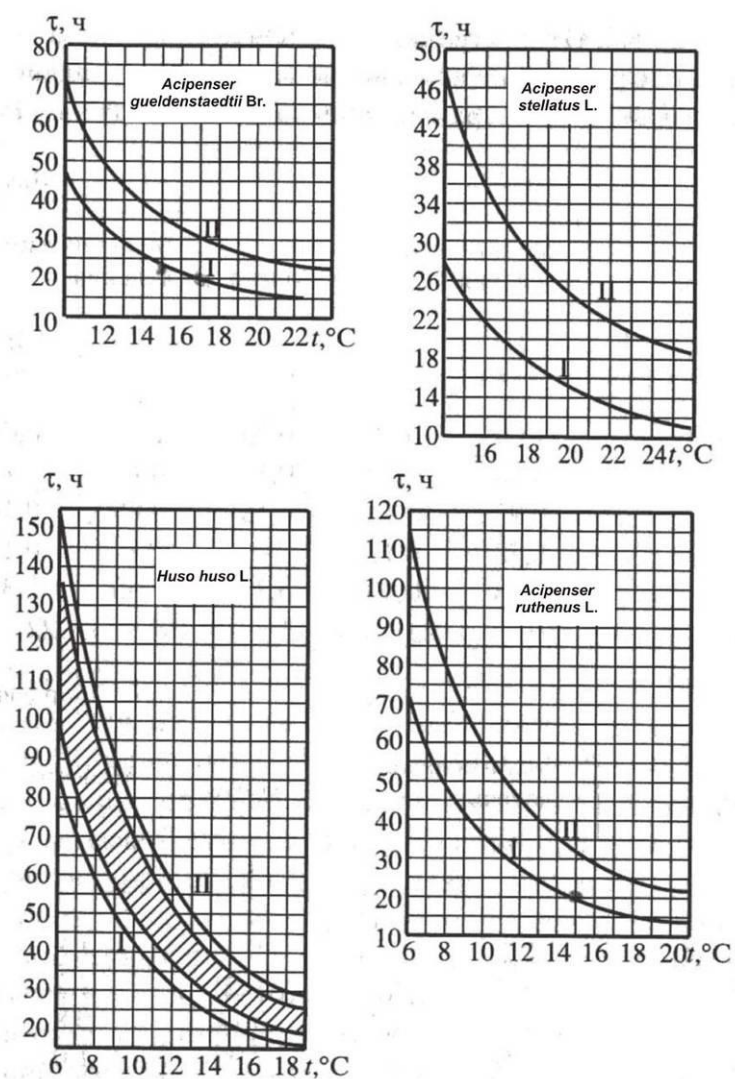 τ, ч
80
70
60
50
40
30
20
10
Acipenser
gueldenstaedtii Br.
II
I
12 14 16 18 20 22 t,°C
τ, ч
50
46
42
38
34
30
26
22
18
14
10
Acipenser
stellatus L.
II
I
16 18 20 22 24 t,°C
τ, ч
150
140
130
120
110
100
90
80
70
60
50
40
30
20
Huso huso L.
II
I
6 8 10 12 14 16 18 t,°C
τ, ч
120
110
100
90
80
70
60
50
40
30
20
10
Acipenser
ruthenus L.
II
I
6 8 10 12 14 16 18 20 t,°C